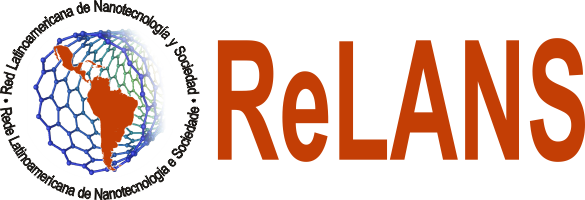 • Red Latinoamericana de Nanotecnología y Sociedad •
Rede Latinoamericana de Nanotecnologia e Sociedade
ReLANS